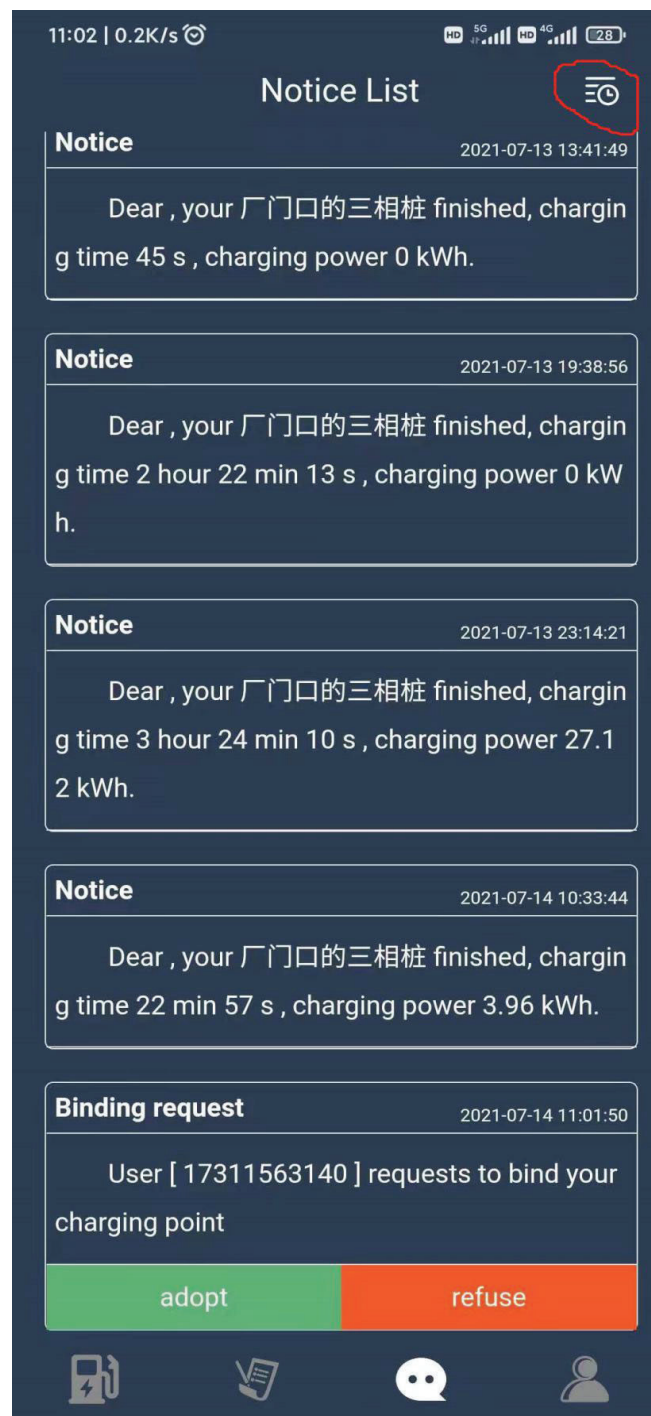 11:02 | 0.2K/s
HD 5G HD 4G 28
Notice List
Notice 2021-07-13 13:41:49
Dear , your 厂门口的三相桩 finished, chargin
g time 45 s , charging power 0 kWh.
Notice 2021-07-13 19:38:56
Dear , your 厂门口的三相桩 finished, chargin
g time 2 hour 22 min 13 s , charging power 0 kW
h.
Notice 2021-07-13 23:14:21
Dear , your 厂门口的三相桩 finished, chargin
g time 3 hour 24 min 10 s , charging power 27.1
2 kWh.
Notice 2021-07-14 10:33:44
Dear , your 厂门口的三相桩 finished, chargin
g time 22 min 57 s , charging power 3.96 kWh.
Binding request 2021-07-14 11:01:50
User [ 17311563140 ] requests to bind your
charging point
adopt refuse